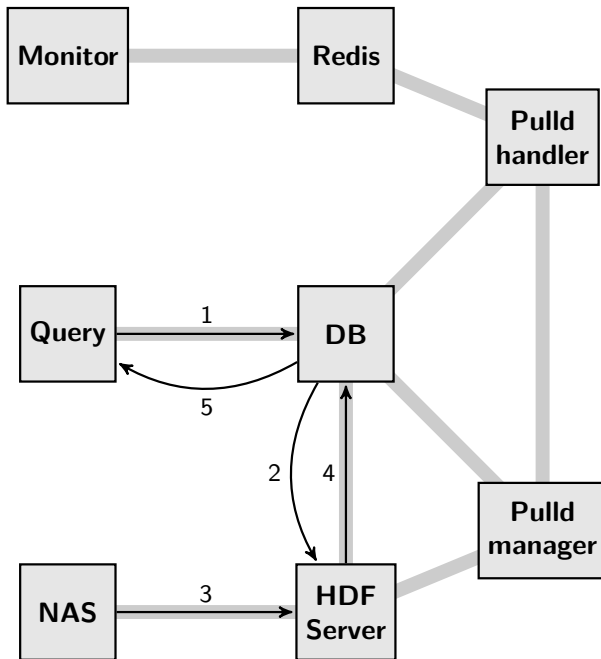 Monitor
Redis
Pulld
handler
Query
1
DB
5
2
4
Pulld
manager
NAS
3
HDF
Server